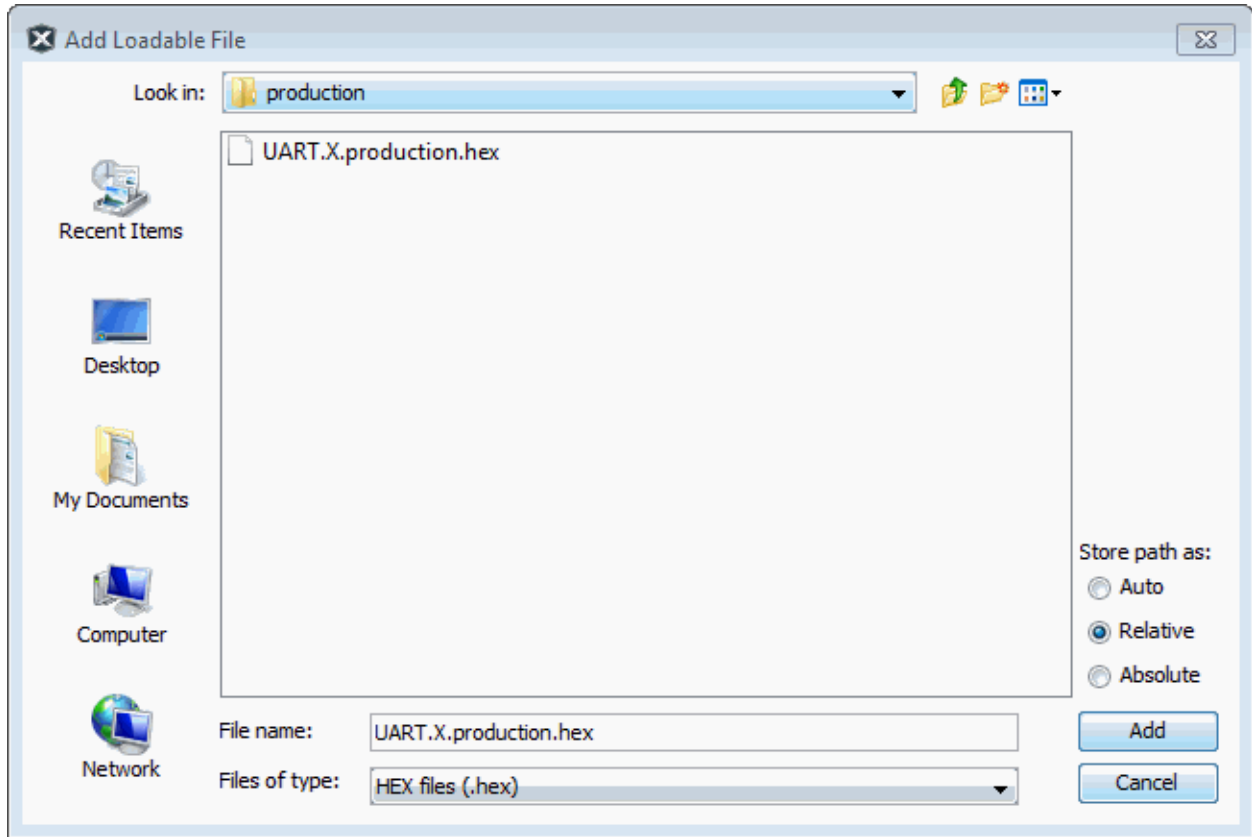 Add Loadable File
Look in: production
UART.X.production.hex
Recent Items
Desktop
My Documents
Computer
Network
Store path as:
Auto
Relative
Absolute
File name: UART.X.production.hex
Add
Files of type: HEX files (.hex)
Cancel